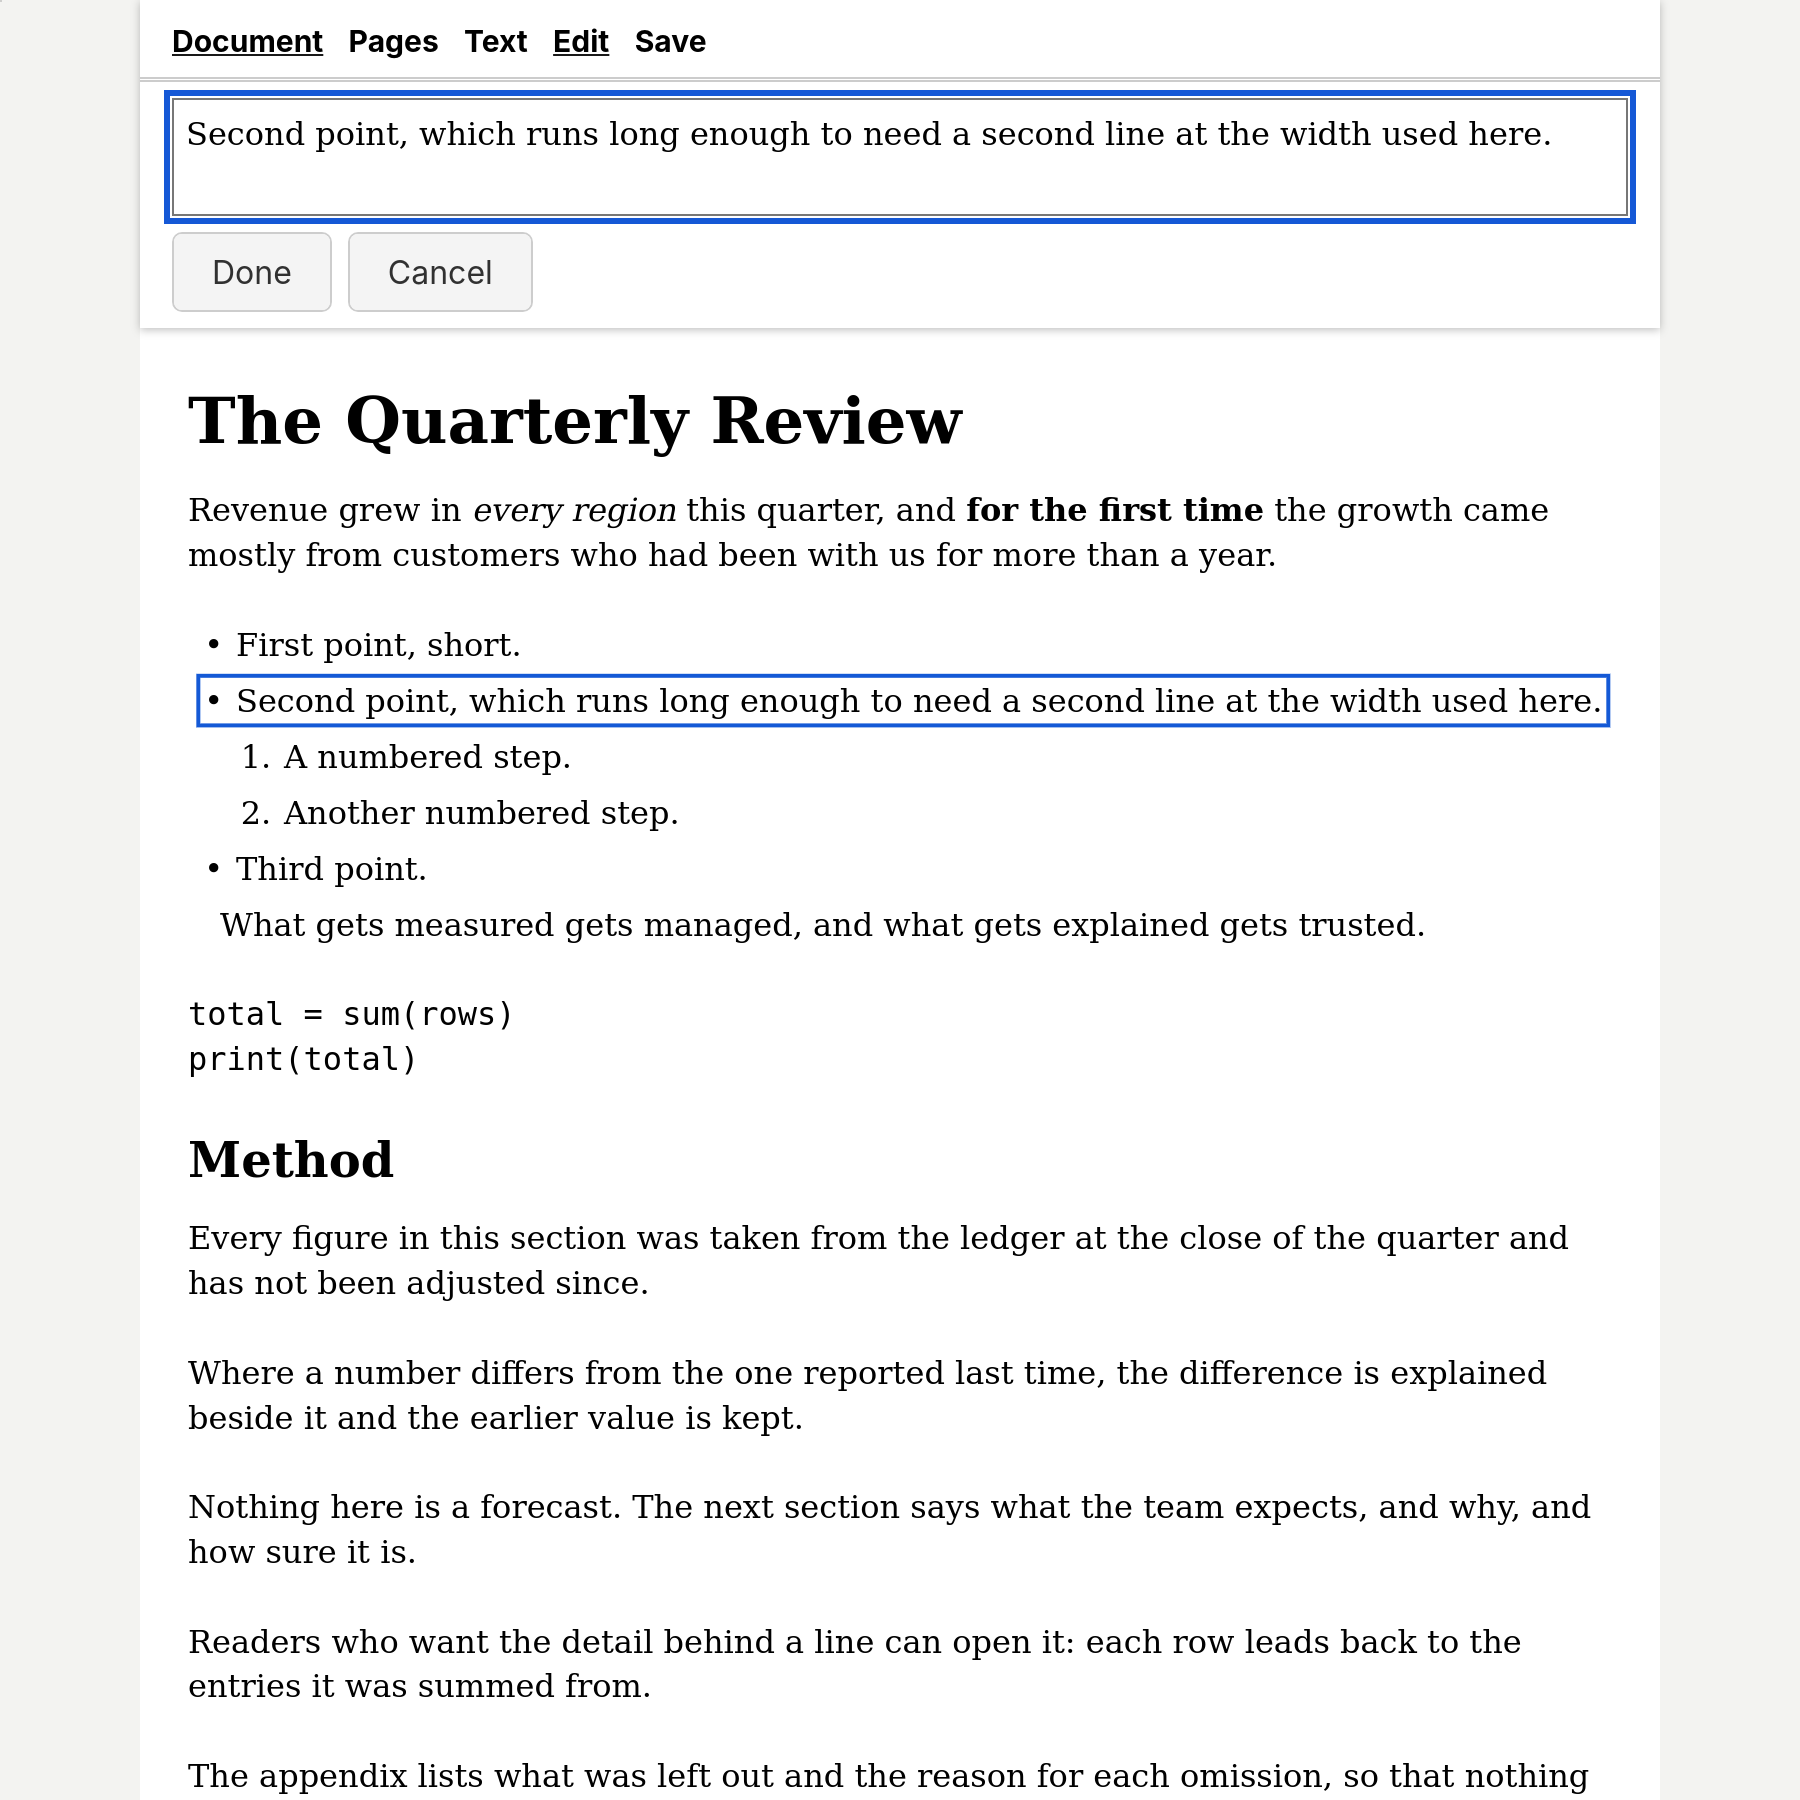 Document Pages Text Edit Save
Second point, which runs long enough to need a second line at the width used here.
Done Cancel
The Quarterly Review
Revenue grew in every region this quarter, and for the first time the growth came
mostly from customers who had been with us for more than a year.
• First point, short.
• Second point, which runs long enough to need a second line at the width used here.
1. A numbered step.
2. Another numbered step.
• Third point.
What gets measured gets managed, and what gets explained gets trusted.
total = sum(rows)
print(total)
Method
Every figure in this section was taken from the ledger at the close of the quarter and
has not been adjusted since.
Where a number differs from the one reported last time, the difference is explained
beside it and the earlier value is kept.
Nothing here is a forecast. The next section says what the team expects, and why, and
how sure it is.
Readers who want the detail behind a line can open it: each row leads back to the
entries it was summed from.
The appendix lists what was left out and the reason for each omission, so that nothing